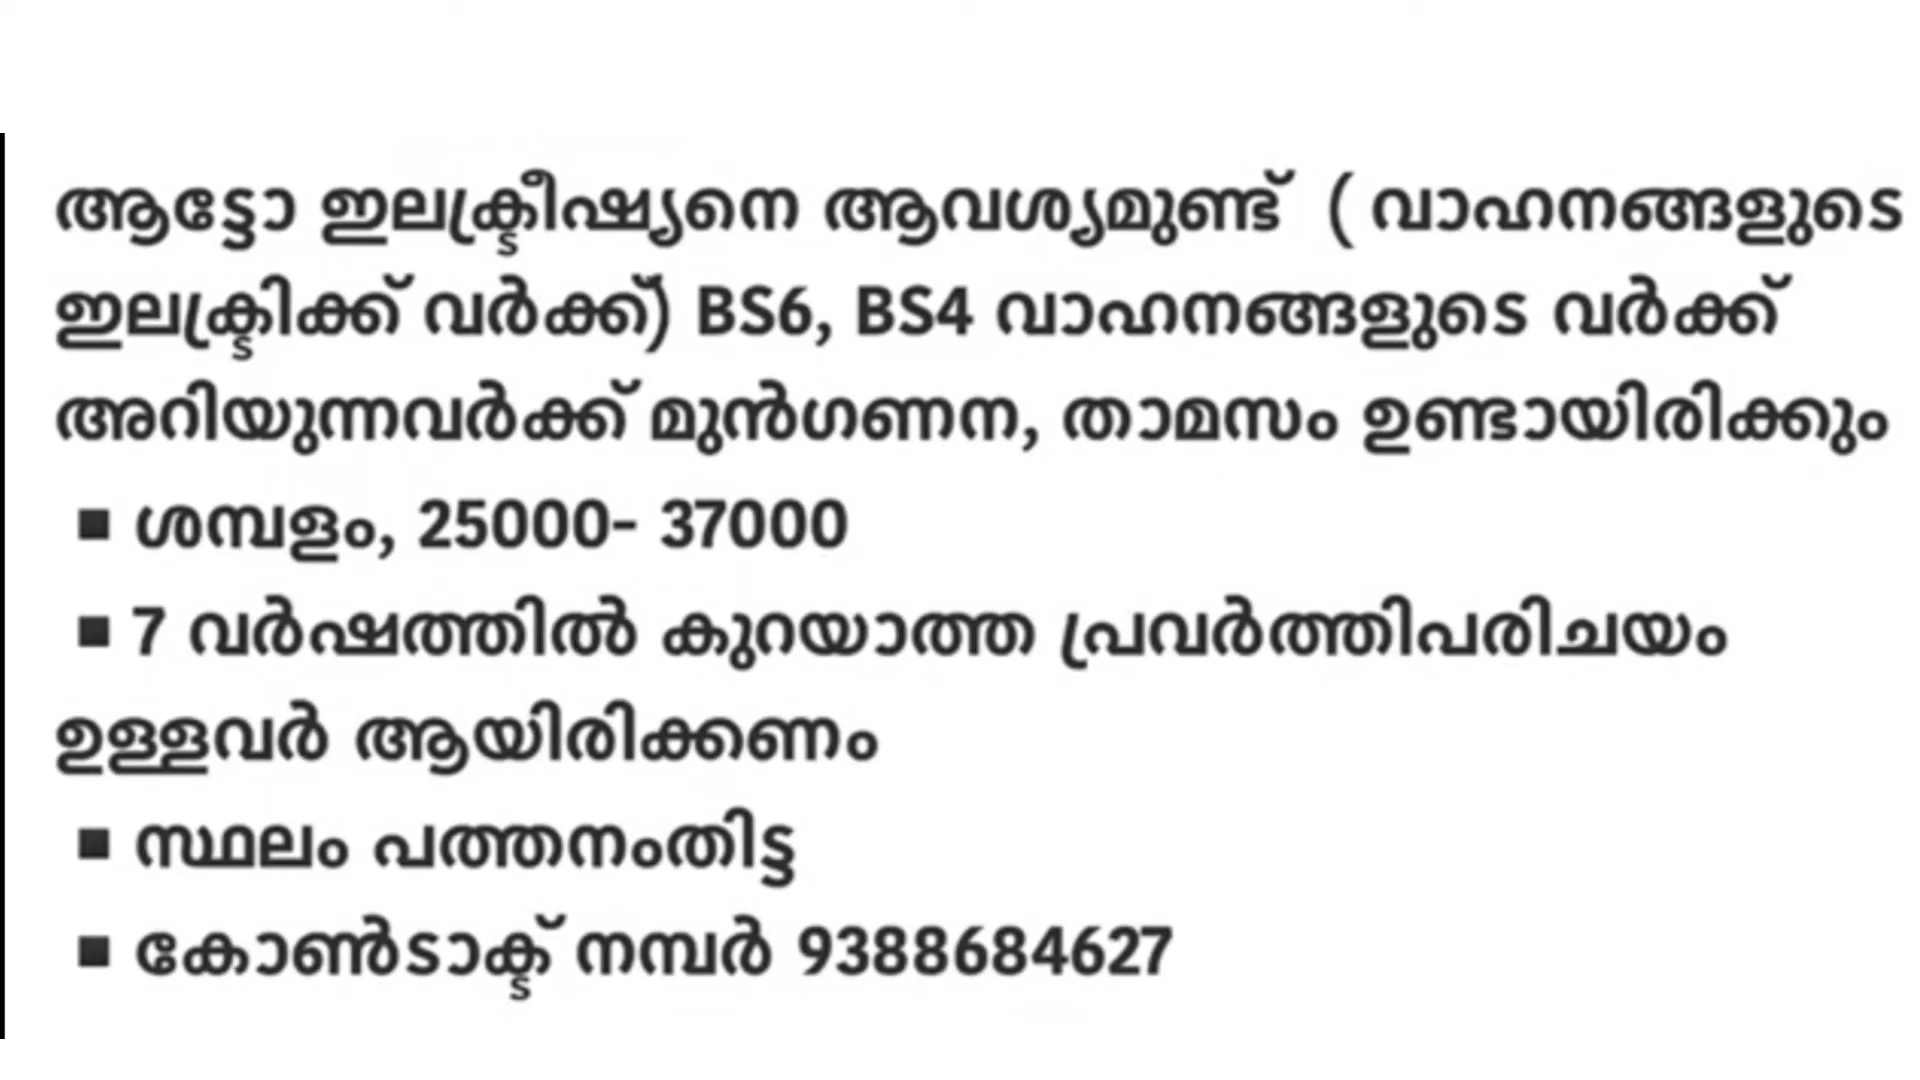 ആട്ടോ ഇലക്ട്രീഷ്യനെ ആവശ്യമുണ്ട് ( വാഹനങ്ങളുടെ
ഇലക്ട്രിക്ക് വർക്ക്) BS6, BS4 വാഹനങ്ങളുടെ വർക്ക്
അറിയുന്നവർക്ക് മുൻഗണന, താമസം ഉണ്ടായിരിക്കും
▪ ശമ്പളം, 25000- 37000
▪ 7 വർഷത്തിൽ കുറയാത്ത പ്രവർത്തിപരിചയം
ഉള്ളവർ ആയിരിക്കണം
▪ സ്ഥലം പത്തനംതിട്ട
▪ കോൺടാക്ട് നമ്പർ 9388684627